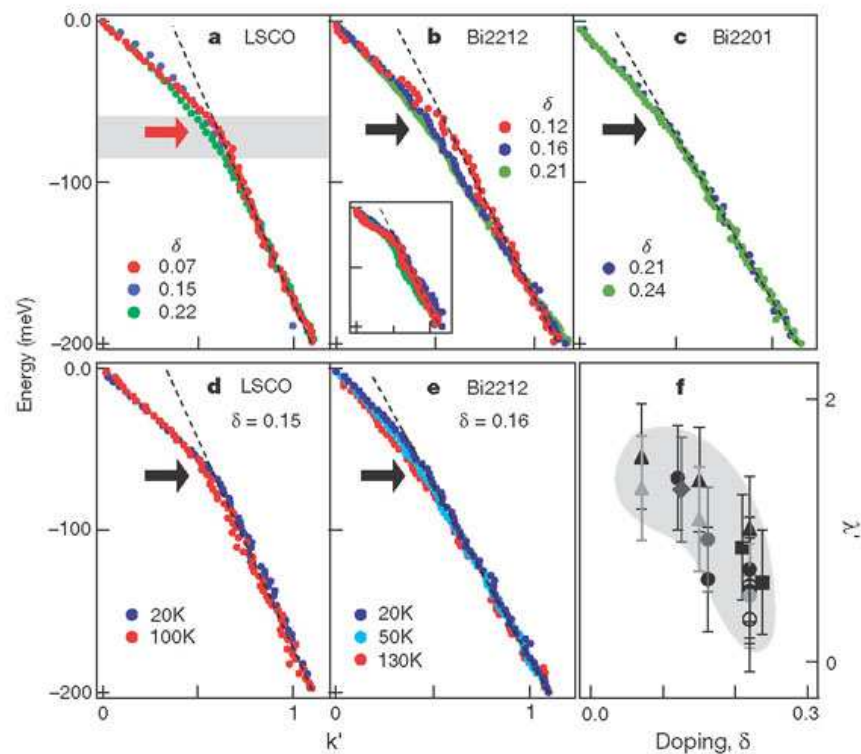 a LSCO
b Bi2212
c Bi2201
0.0
−100
−200
Energy (meV)
δ
0.07
0.15
0.22
δ
0.12
0.16
0.21
δ
0.21
0.24
d LSCO
δ = 0.15
e Bi2212
δ = 0.16
f
0.0
−100
−200
20K
100K
20K
50K
130K
2
λ'
0
0 1
0 1
0.0 0.3
k'
Doping, δ